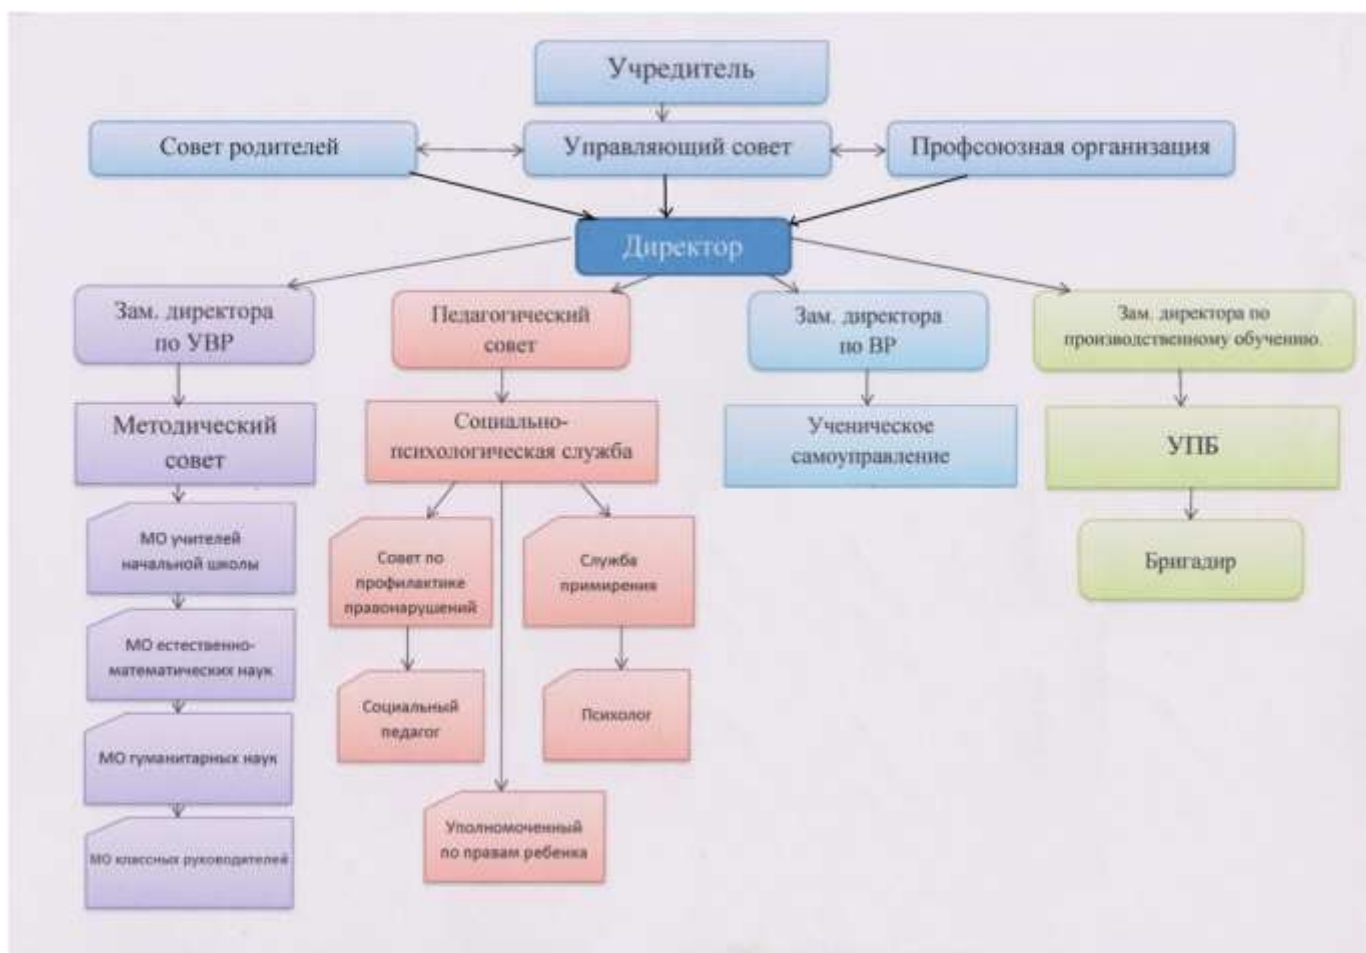 Учредитель
Совет родителей
Управляющий совет
Профсоюзная организация
Директор
Зам. директора
по УВР
Педагогический
совет
Зам. директора
по ВР
Зам. директора по
производственному обучению.
Методический
совет
Социально-
психологическая служба
Ученическое
самоуправление
УПБ
МО учителей
начальной школы
Совет по
профилактике
правонарушений
Служба
примирения
Бригадир
МО естественно-
математических наук
Социальный
педагог
Психолог
МО гуманитарных наук
Уполномоченный
по правам ребенка
МО классных руководителей